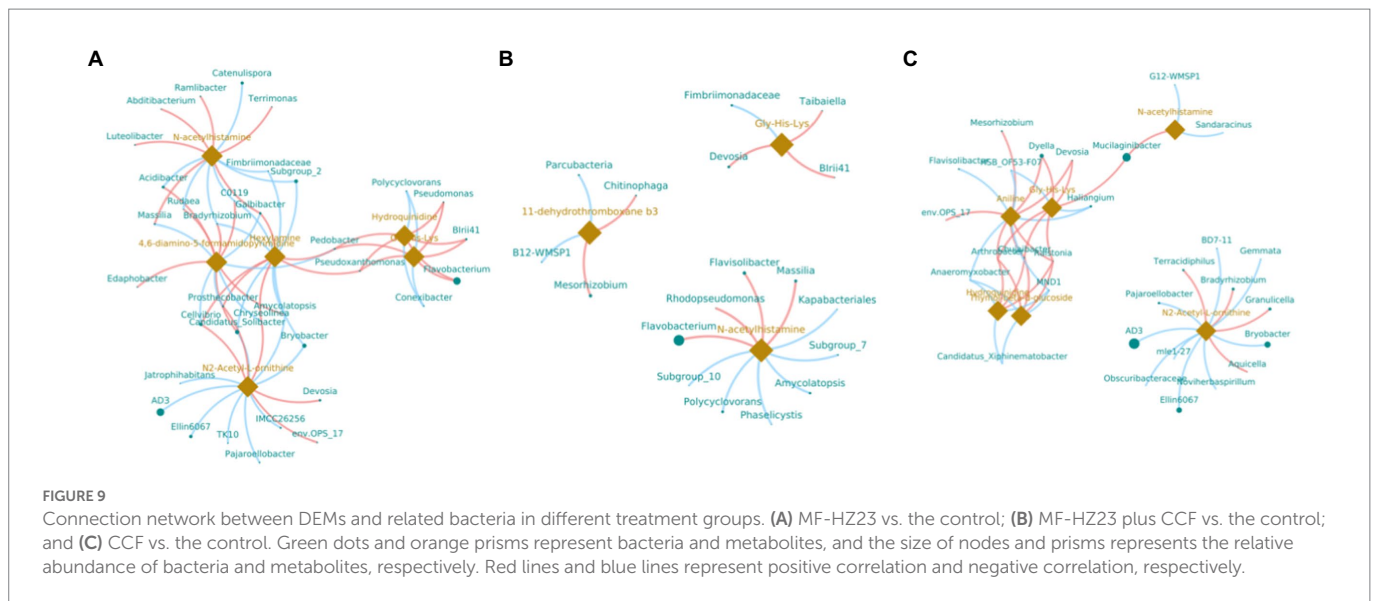 A
B
C
Catenulispora
Ramlibacter
Abditibacterium
Terrimonas
Luteolibacter
N-acetylhistamine
Fimbriimonadaceae
Subgroup_2
Acidibacter
C0119
Rudaea
Galbibacter
Massilia
Bradyrhizobium
4,6-diamino-5-formamidopyrimidine
Pedobacter
Pseudoxanthomonas
Edaphobacter
Prosthecobacter
Amycolatopsis
Cellvibrio
Chryseolinea
Candidatus_Solibacter
Bryobacter
N2-Acetyl-L-ornithine
Jatrophihabitans
Devosia
AD3
IMCC26256
Ellin6067
TK10
env.OPS_17
Pajaroellobacter
Polycyclovorans
Pseudomonas
Hydroquinidine
BIrii41
Flavobacterium
Conexibacter
Fimbriimonadaceae
Taibaiella
Gly-His-Lys
Devosia
BIrii41
Parcubacteria
Chitinophaga
11-dehydrothromboxane b3
B12-WMSP1
Mesorhizobium
Flavisolibacter
Massilia
Rhodopseudomonas
Kapabacteriales
Flavobacterium
N-acetylhistamine
Subgroup_7
Subgroup_10
Amycolatopsis
Polycyclovorans
Phaselicystis
G12-WMSP1
N-acetylhistamine
Sandaracinus
Mucilaginibacter
Mesorhizobium
Dyella
Devosia
Flavisolibacter
Gly-His-Lys
Aniline
Haliangium
env.OPS_17
Arthrobacter
Anaeromyxobacter
MND1
Candidatus_Xiphinematobacter
BD7-11
Gemmata
Terracidiphilus
Bradyrhizobium
Pajaroellobacter
Granulicella
N2-Acetyl-L-ornithine
AD3
Bryobacter
mle1-27
Aquicella
Obscuribacteraceae
Noviherbaspirillum
Ellin6067
FIGURE 9
Connection network between DEMs and related bacteria in different treatment groups. (A) MF-HZ23 vs. the control; (B) MF-HZ23 plus CCF vs. the control;
and (C) CCF vs. the control. Green dots and orange prisms represent bacteria and metabolites, and the size of nodes and prisms represents the relative
abundance of bacteria and metabolites, respectively. Red lines and blue lines represent positive correlation and negative correlation, respectively.